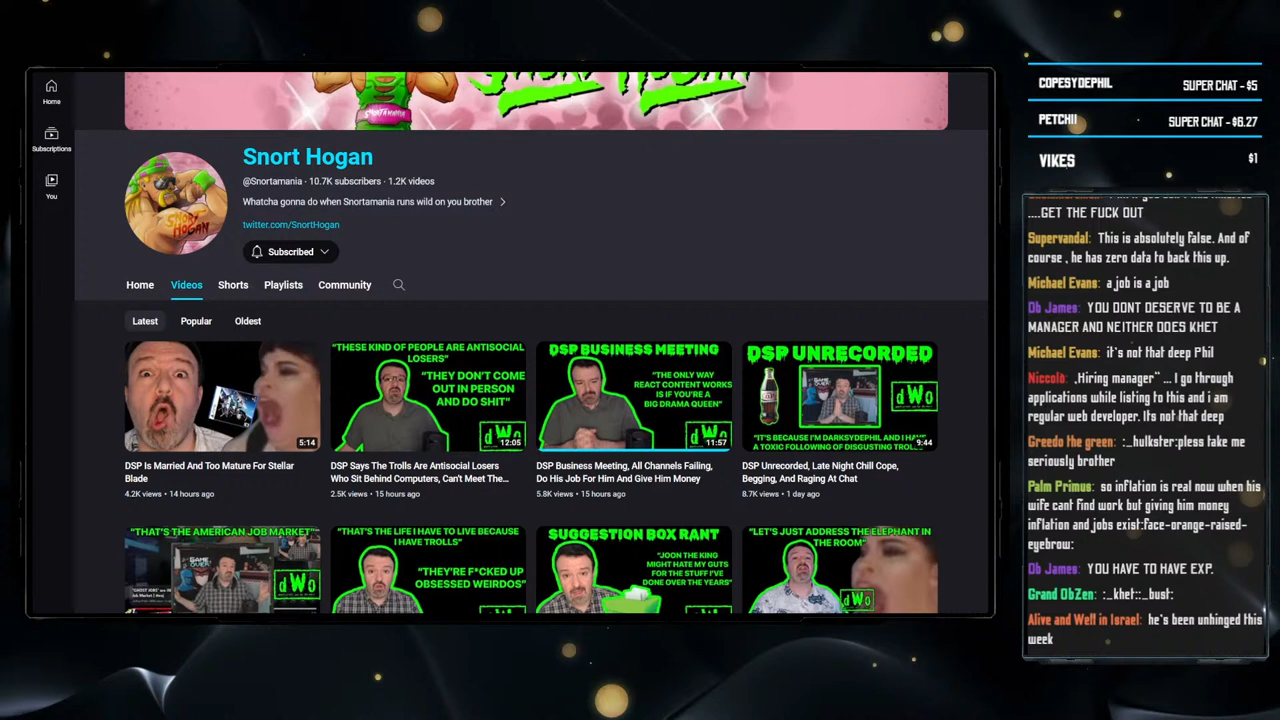 SNORT HOGAN
Home
Subscriptions
You
SNORTAMANIA
SNORT
HOGAN
Snort Hogan
@Snortamania · 10.7K subscribers · 1.2K videos
Whatcha gonna do when Snortamania runs wild on you brother
twitter.com/SnortHogan
Subscribed
Home Videos Shorts Playlists Community
Latest Popular Oldest
5:14
DSP Is Married And Too Mature For Stellar
Blade
4.2K views · 14 hours ago
"THESE KIND OF PEOPLE ARE ANTISOCIAL
LOSERS"
"THEY DON'T COME
OUT IN PERSON
AND DO SHIT"
dWo
12:05
DSP Says The Trolls Are Antisocial Losers
Who Sit Behind Computers, Can't Meet The...
2.5K views · 15 hours ago
DSP BUSINESS MEETING
"THE ONLY WAY
REACT CONTENT WORKS
IS IF YOU'RE A
BIG DRAMA QUEEN"
dWo
11:57
DSP Business Meeting, All Channels Failing,
Do His Job For Him And Give Him Money
5.8K views · 15 hours ago
DSP UNRECORDED
dWo
"IT'S BECAUSE I'M DARKSYDEPHIL AND I HAVE
A TOXIC FOLLOWING OF DISGUSTING TROLLS"
9:44
DSP Unrecorded, Late Night Chill Cope,
Begging, And Raging At Chat
8.7K views · 1 day ago
"THAT'S THE AMERICAN JOB MARKET"
dWo
"THAT'S THE LIFE I HAVE TO LIVE BECAUSE
I HAVE TROLLS"
"THEY'RE F*CKED UP
OBSESSED WEIRDOS"
dWo
SUGGESTION BOX RANT
"JOON THE KING
MIGHT HATE MY GUTS
FOR THE STUFF I'VE
DONE OVER THE YEARS"
dWo
"LET'S JUST ADDRESS THE ELEPHANT IN
THE ROOM"
dWo
COPESYDEPHIL SUPER CHAT - $5
PETCHII SUPER CHAT - $6.27
VIKES $1
....GET THE FUCK OUT
Supervandal: This is absolutely false. And of
course , he has zero data to back this up.
Michael Evans: a job is a job
Ob James: YOU DONT DESERVE TO BE A
MANAGER AND NEITHER DOES KHET
Michael Evans: it's not that deep Phil
Niccolò: „Hiring manager" ... I go through
applications while listing to this and i am
regular web developer. Its not that deep
Greedo the green: :_hulkster:pless take me
seriously brother
Palm Primus: so inflation is real now when his
wife cant find work but giving him money
inflation and jobs exist:face-orange-raised-
eyebrow:
Ob James: YOU HAVE TO HAVE EXP.
Grand ObZen: :_khet::_bust:
Alive and Well in Israel: he's been unhinged this
week